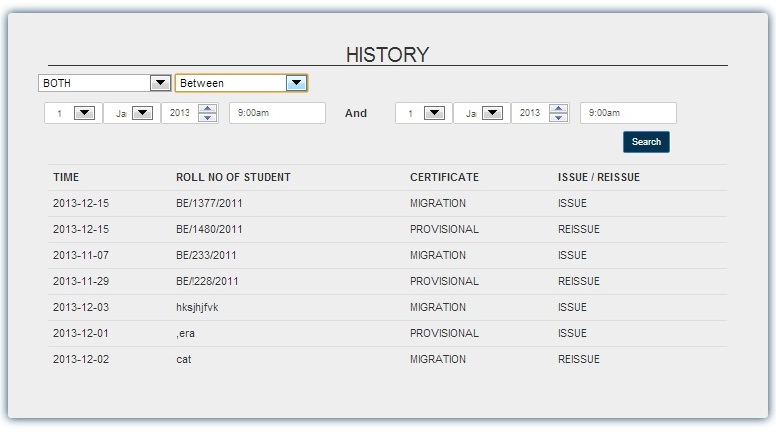 HISTORY
BOTH Between
1 Ja 2013 9:00am And 1 Ja 2013 9:00am
Search
TIME ROLL NO OF STUDENT CERTIFICATE ISSUE / REISSUE
2013-12-15 BE/1377/2011 MIGRATION ISSUE
2013-12-15 BE/1480/2011 PROVISIONAL REISSUE
2013-11-07 BE/233/2011 MIGRATION ISSUE
2013-11-29 BE/!228/2011 PROVISIONAL REISSUE
2013-12-03 hksjhjfvk MIGRATION ISSUE
2013-12-01 ,era PROVISIONAL ISSUE
2013-12-02 cat MIGRATION REISSUE